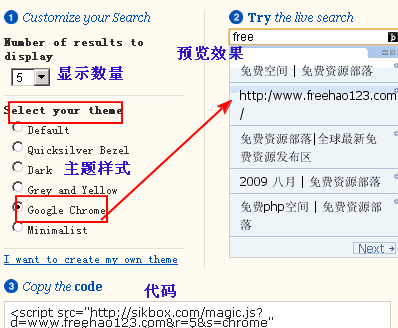 1 Customize your Search
Number of results to
display
5
显示数量
Select your theme
Default
Quicksilver Bezel
Dark
主题样式
Grey and Yellow
Google Chrome
Minimalist
I want to create my own theme
2 Try the live search
预览效果
free
免费空间 | 免费资源部落
http://www.freehao123.com
/
免费资源部落|全球最新免
费资源发布区
2009 八月 | 免费资源部落
免费php空间 | 免费资源部
落
Next
3 Copy the code
代码
<script src="http://sikbox.com/magic.js?
d=www.freehao123.com&r=5&s=chrome"